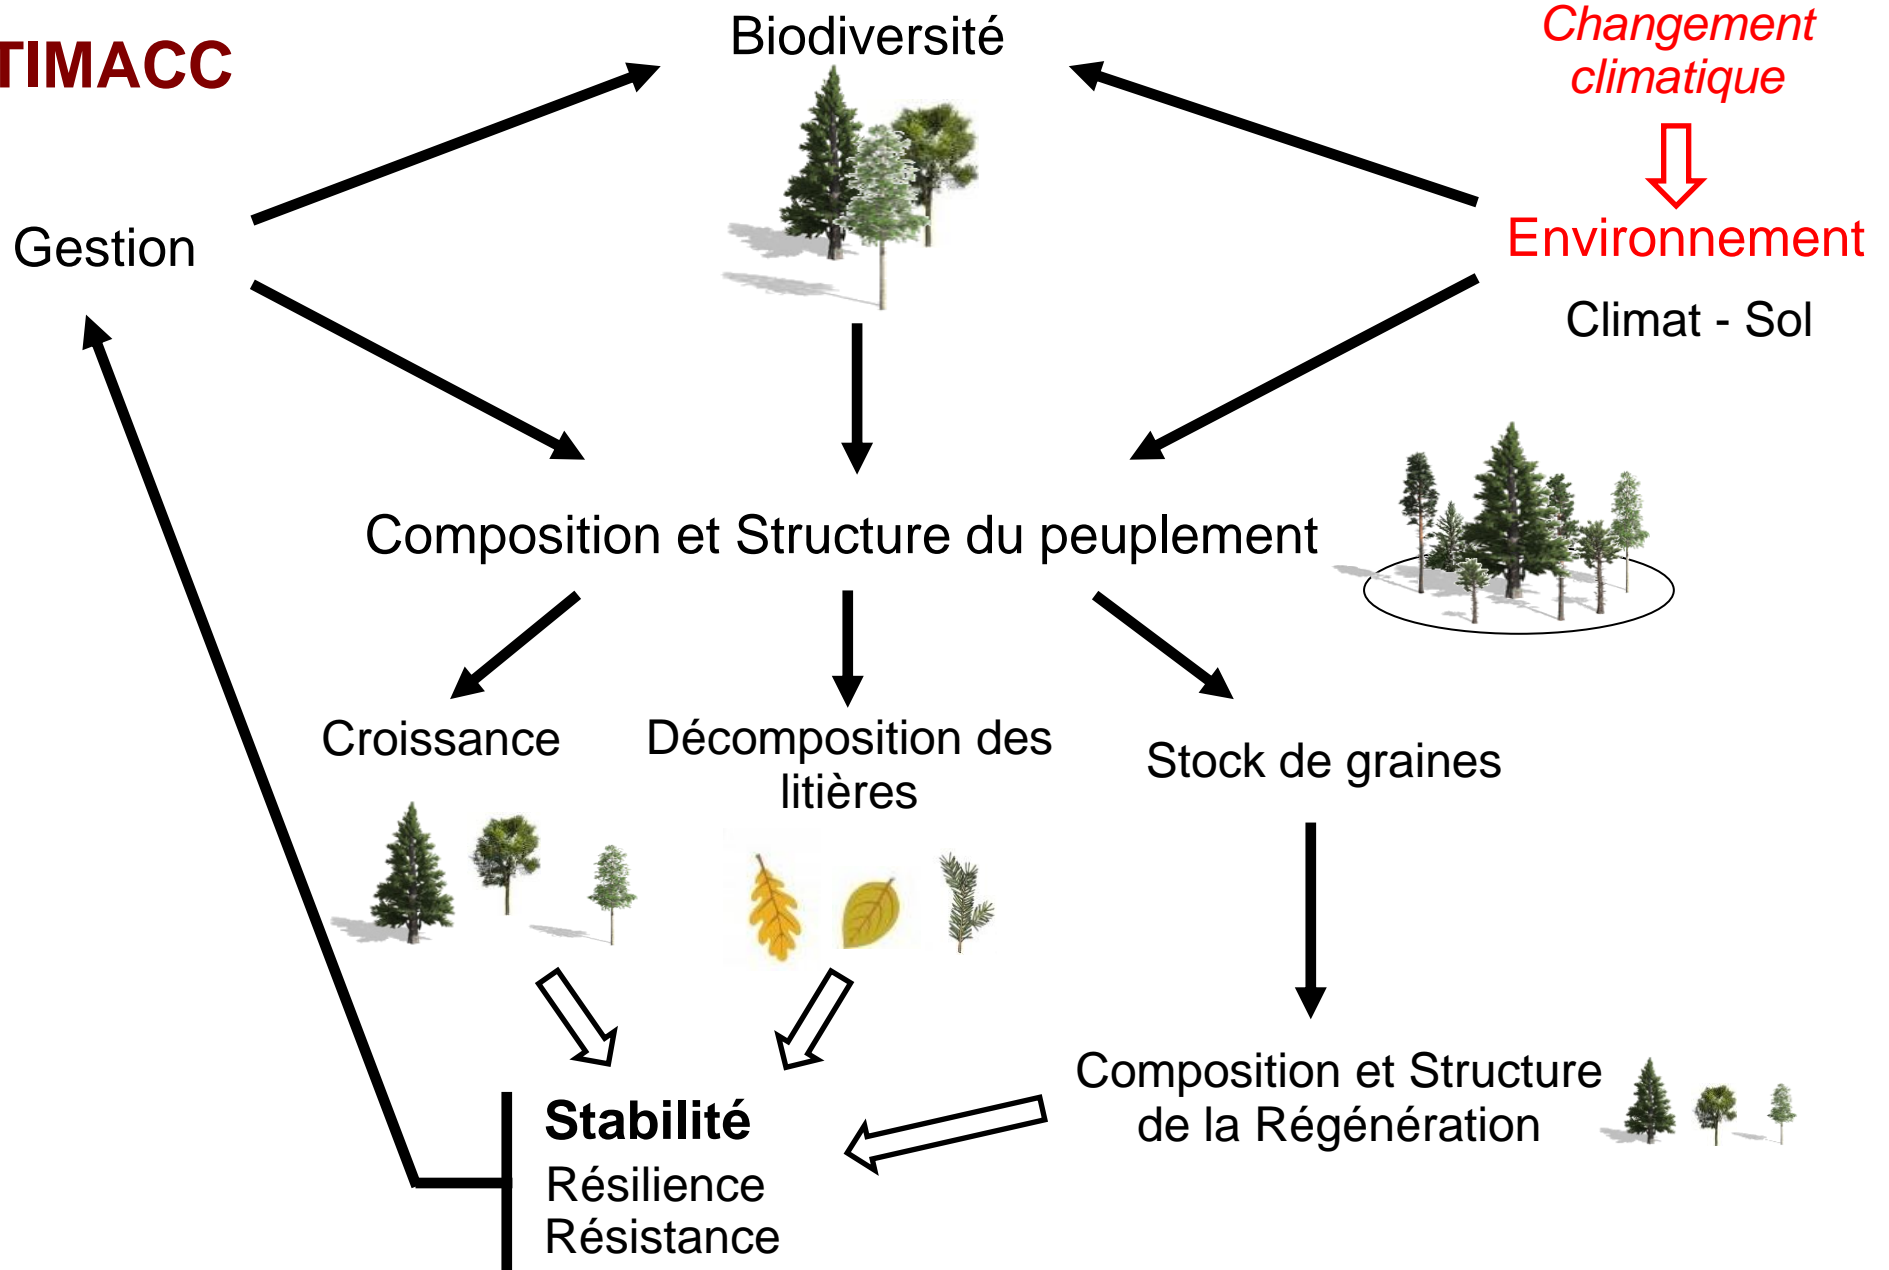 TIMACC
Biodiversité
Changement
climatique
Gestion
Environnement
Climat - Sol
Composition et Structure du peuplement
Croissance
Décomposition des
litières
Stock de graines
Composition et Structure
de la Régénération
Stabilité
Résilience
Résistance